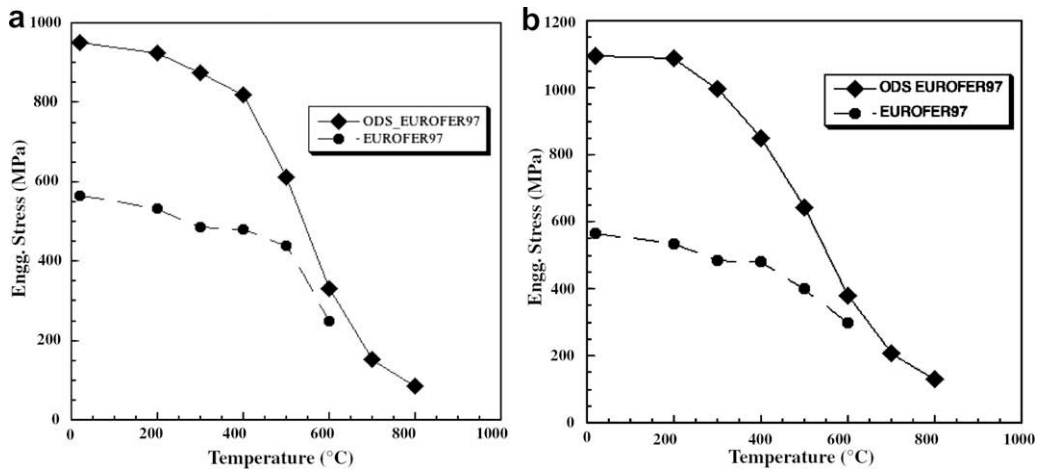 a
1000
800
600
400
200
0
Engg. Stress (MPa)
ODS_EUROFER97
- EUROFER97
0 200 400 600 800 1000
Temperature (°C)
b
1200
1000
800
600
400
200
0
Engg. Stress (MPa)
ODS EUROFER97
- EUROFER97
0 200 400 600 800 1000
Temperature (°C)